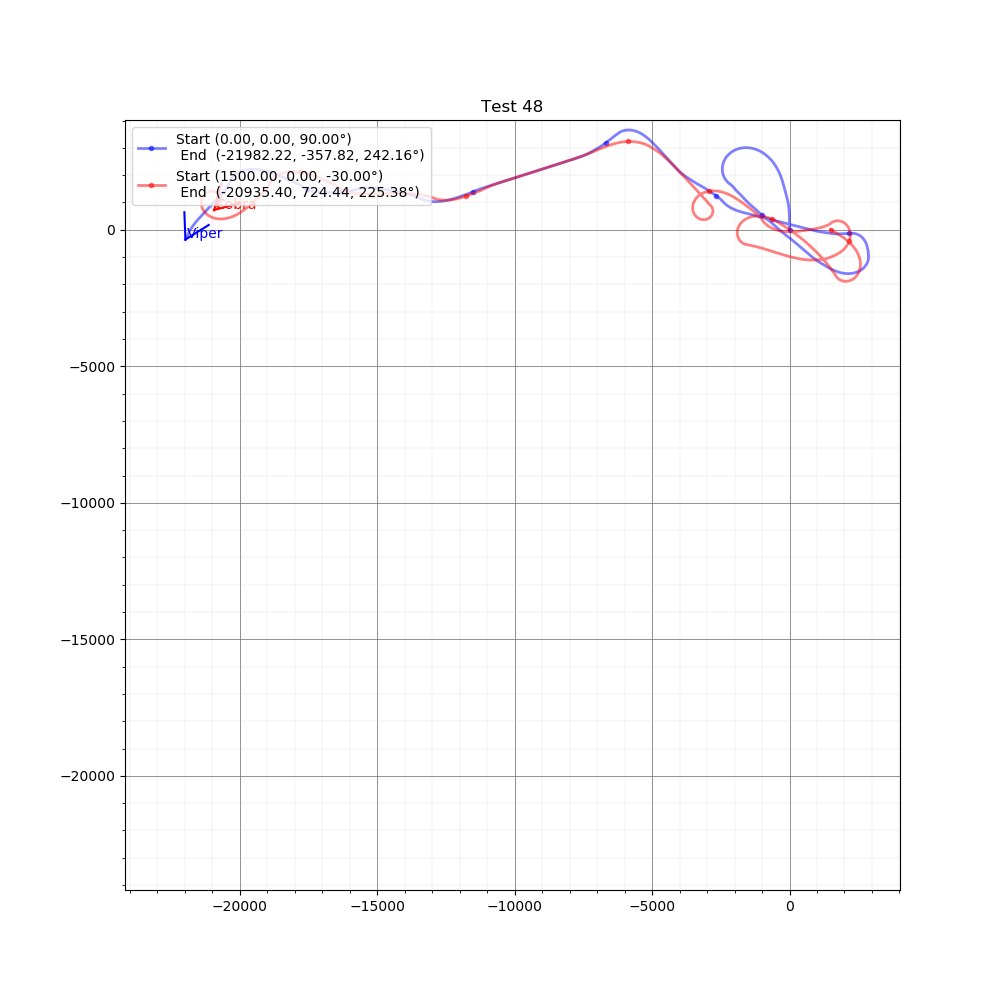 Test 48
Start (0.00, 0.00, 90.00°)
End (-21982.22, -357.82, 242.16°)
Start (1500.00, 0.00, -30.00°)
End (-20935.40, 724.44, 225.38°)
Cobra
Viper
0
−5000
−10000
−15000
−20000
−20000 −15000 −10000 −5000 0